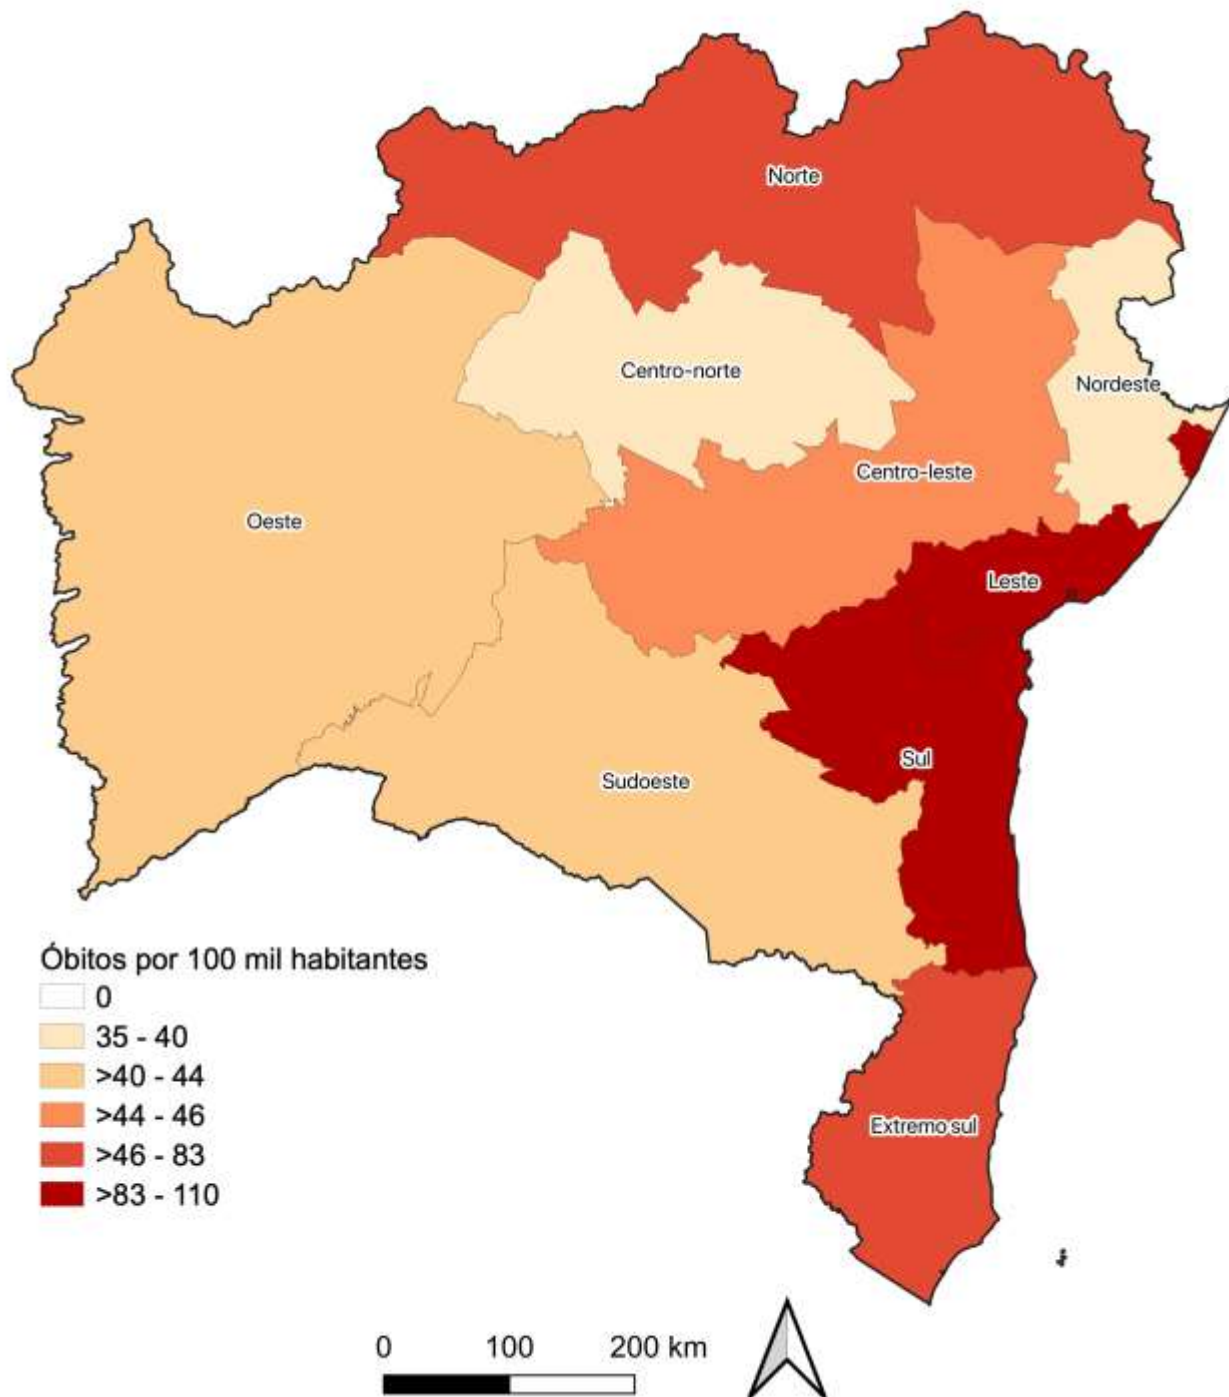 Norte
Centro-norte
Nordeste
Centro-leste
Oeste
Leste
Sul
Sudoeste
Óbitos por 100 mil habitantes
0
35 - 40
>40 - 44
>44 - 46
>46 - 83
>83 - 110
Extremo sul
0 100 200 km